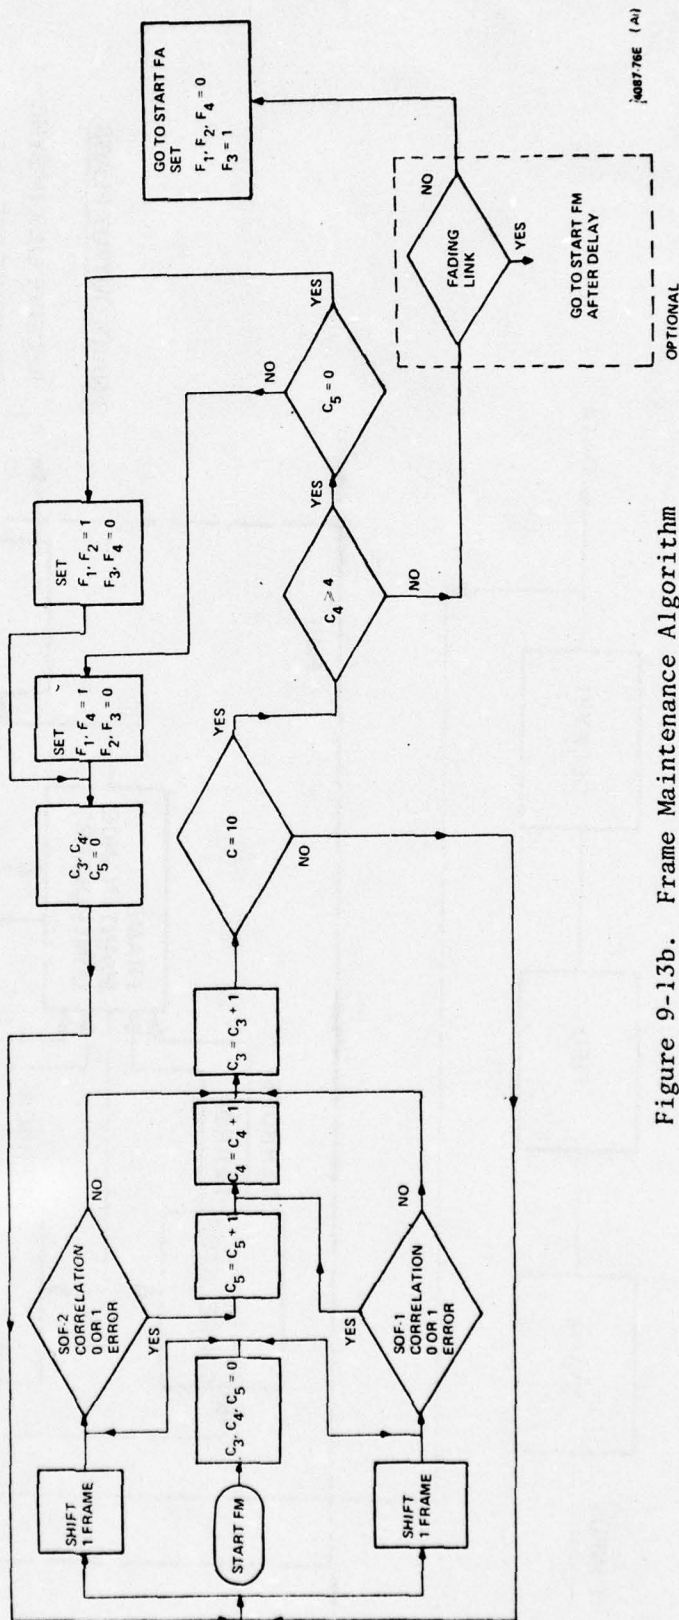 START FM
C3, C4, C5 = 0
SHIFT
1 FRAME
SHIFT
1 FRAME
SOF-2
CORRELATION
0 OR 1
ERROR
NO
YES
SOF-1
CORRELATION
0 OR 1
ERROR
YES
NO
C5 = C5 + 1
C4 = C4 + 1
C3 = C3 + 1
C = 10
YES
NO
C4 ⩾ 4
YES
NO
C5 = 0
NO
YES
C3, C4,
C5 = 0
SET
F1, F4 = 1
F2, F3 = 0
SET
F1, F2 = 1
F3, F4 = 0
FADING
LINK
NO
YES
GO TO START FM
AFTER DELAY
OPTIONAL
GO TO START FA
SET
F1, F2, F4 = 0
F3 = 1
4087-76E (A)
Figure 9-13b. Frame Maintenance Algorithm